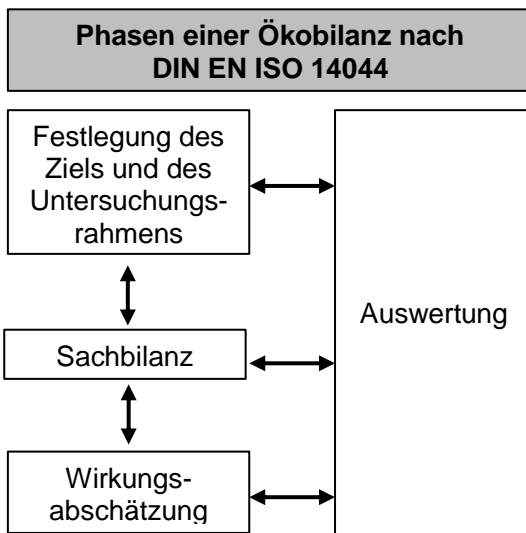 Phasen einer Ökobilanz nach
DIN EN ISO 14044
Festlegung des
Ziels und des
Untersuchungs-
rahmens
Sachbilanz
Wirkungs-
abschätzung
Auswertung